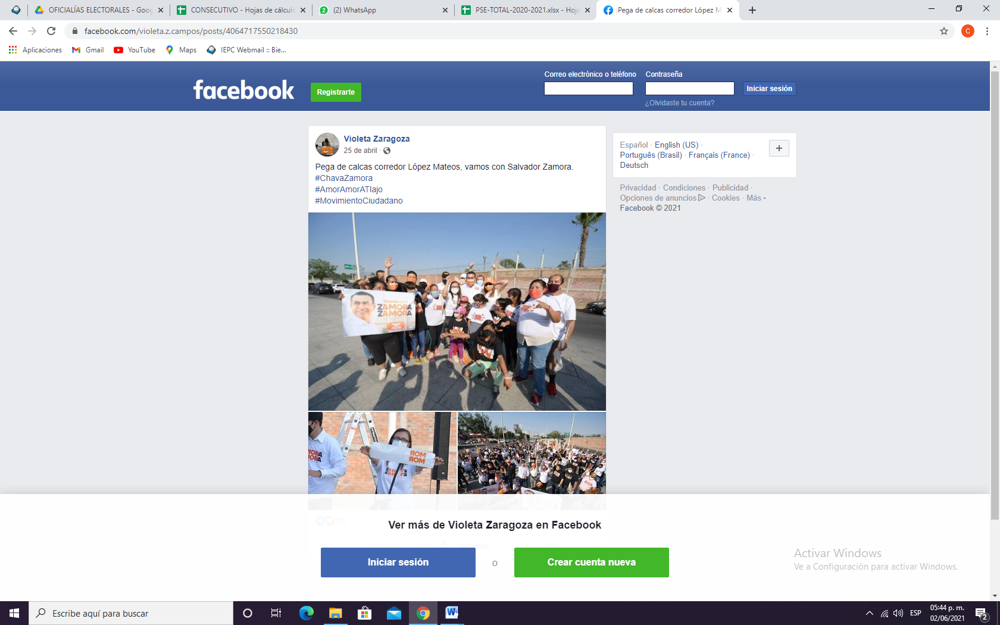 OFICIALÍAS ELECTORALES - Goog
CONSECUTIVO - Hojas de cálculo
(2) WhatsApp
PSE-TOTAL-2020-2021.xlsx - Hoja
Pega de calcas corredor López M
facebook.com/violeta.z.campos/posts/4064717550218430
C
Aplicaciones
Gmail
YouTube
Maps
IEPC Webmail :: Bie...
facebook
Registrarte
Correo electrónico o teléfono
Contraseña
Iniciar sesión
¿Olvidaste tu cuenta?
Violeta Zaragoza
25 de abril ·
Pega de calcas corredor López Mateos, vamos con Salvador Zamora.
#ChavaZamora
#AmorAmorATlajo
#MovimientoCiudadano
ZAMORA
ZAMORA
Zamora
Zamora
Español · English (US) ·
Português (Brasil) · Français (France) ·
Deutsch
Privacidad · Condiciones · Publicidad ·
Opciones de anuncios · Cookies · Más
Facebook © 2021
Ver más de Violeta Zaragoza en Facebook
Iniciar sesión
o
Crear cuenta nueva
Activar Windows
Ve a Configuración para activar Windows.
Escribe aquí para buscar
ESP
05:44 p. m.
02/06/2021
2